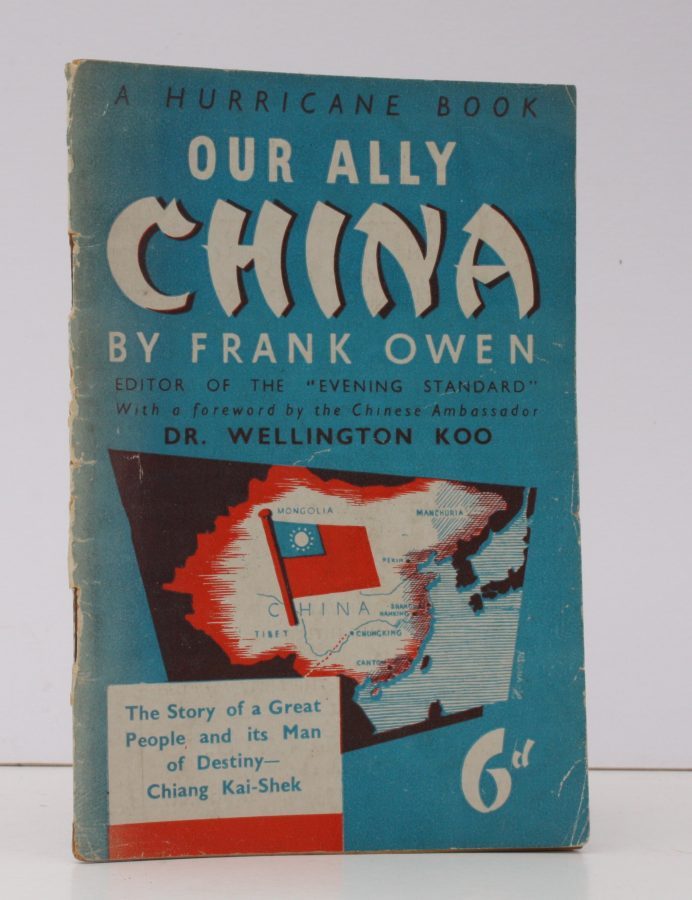 A HURRICANE BOOK
OUR ALLY
CHINA
BY FRANK OWEN
EDITOR OF THE "EVENING STANDARD"
With a foreword by the Chinese Ambassador
DR. WELLINGTON KOO
MONGOLIA
MANCHURIA
PEKIN
CHINA
NANKING
TIBET
CHUNGKING
CANTON
The Story of a Great
People and its Man
of Destiny—
Chiang Kai-Shek
6d